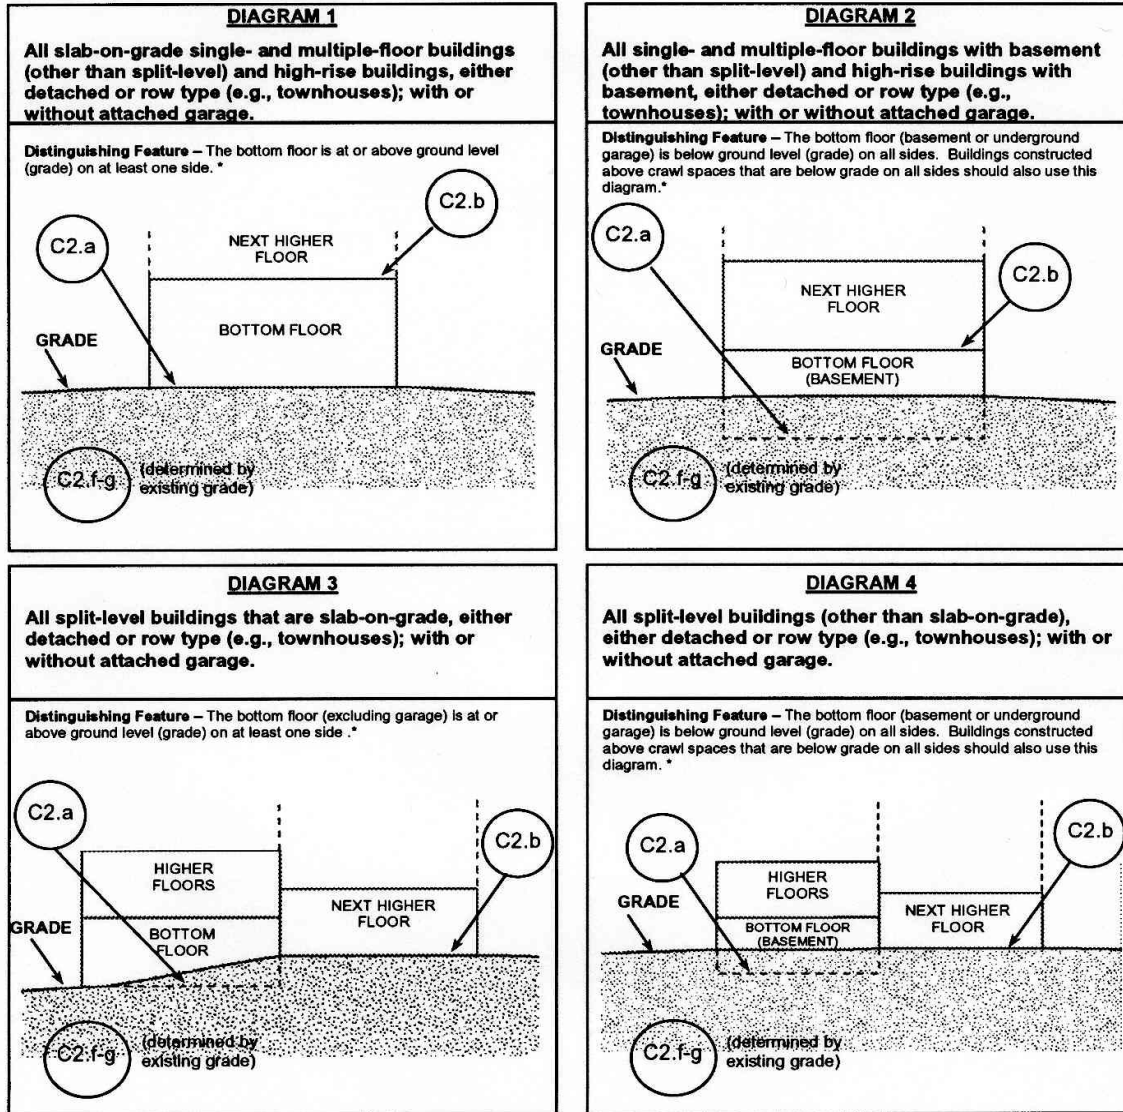 DIAGRAM 1
All slab-on-grade single- and multiple-floor buildings
(other than split-level) and high-rise buildings, either
detached or row type (e.g., townhouses); with or
without attached garage.
Distinguishing Feature – The bottom floor is at or above ground level
(grade) on at least one side. *
C2.b
C2.a
NEXT HIGHER
FLOOR
BOTTOM FLOOR
GRADE
C2.f-g
(determined by
existing grade)
DIAGRAM 2
All single- and multiple-floor buildings with basement
(other than split-level) and high-rise buildings with
basement, either detached or row type (e.g.,
townhouses); with or without attached garage.
Distinguishing Feature – The bottom floor (basement or underground
garage) is below ground level (grade) on all sides. Buildings constructed
above crawl spaces that are below grade on all sides should also use this
diagram.*
C2.a
C2.b
NEXT HIGHER
FLOOR
GRADE
BOTTOM FLOOR
(BASEMENT)
C2.f-g
(determined by
existing grade)
DIAGRAM 3
All split-level buildings that are slab-on-grade, either
detached or row type (e.g., townhouses); with or
without attached garage.
Distinguishing Feature – The bottom floor (excluding garage) is at or
above ground level (grade) on at least one side .*
C2.a
C2.b
HIGHER
FLOORS
NEXT HIGHER
FLOOR
GRADE
BOTTOM
FLOOR
C2.f-g
(determined by
existing grade)
DIAGRAM 4
All split-level buildings (other than slab-on-grade),
either detached or row type (e.g., townhouses); with or
without attached garage.
Distinguishing Feature – The bottom floor (basement or underground
garage) is below ground level (grade) on all sides. Buildings constructed
above crawl spaces that are below grade on all sides should also use this
diagram. *
C2.a
C2.b
HIGHER
FLOORS
GRADE
BOTTOM FLOOR
(BASEMENT)
NEXT HIGHER
FLOOR
C2.f-g
(determined by
existing grade)